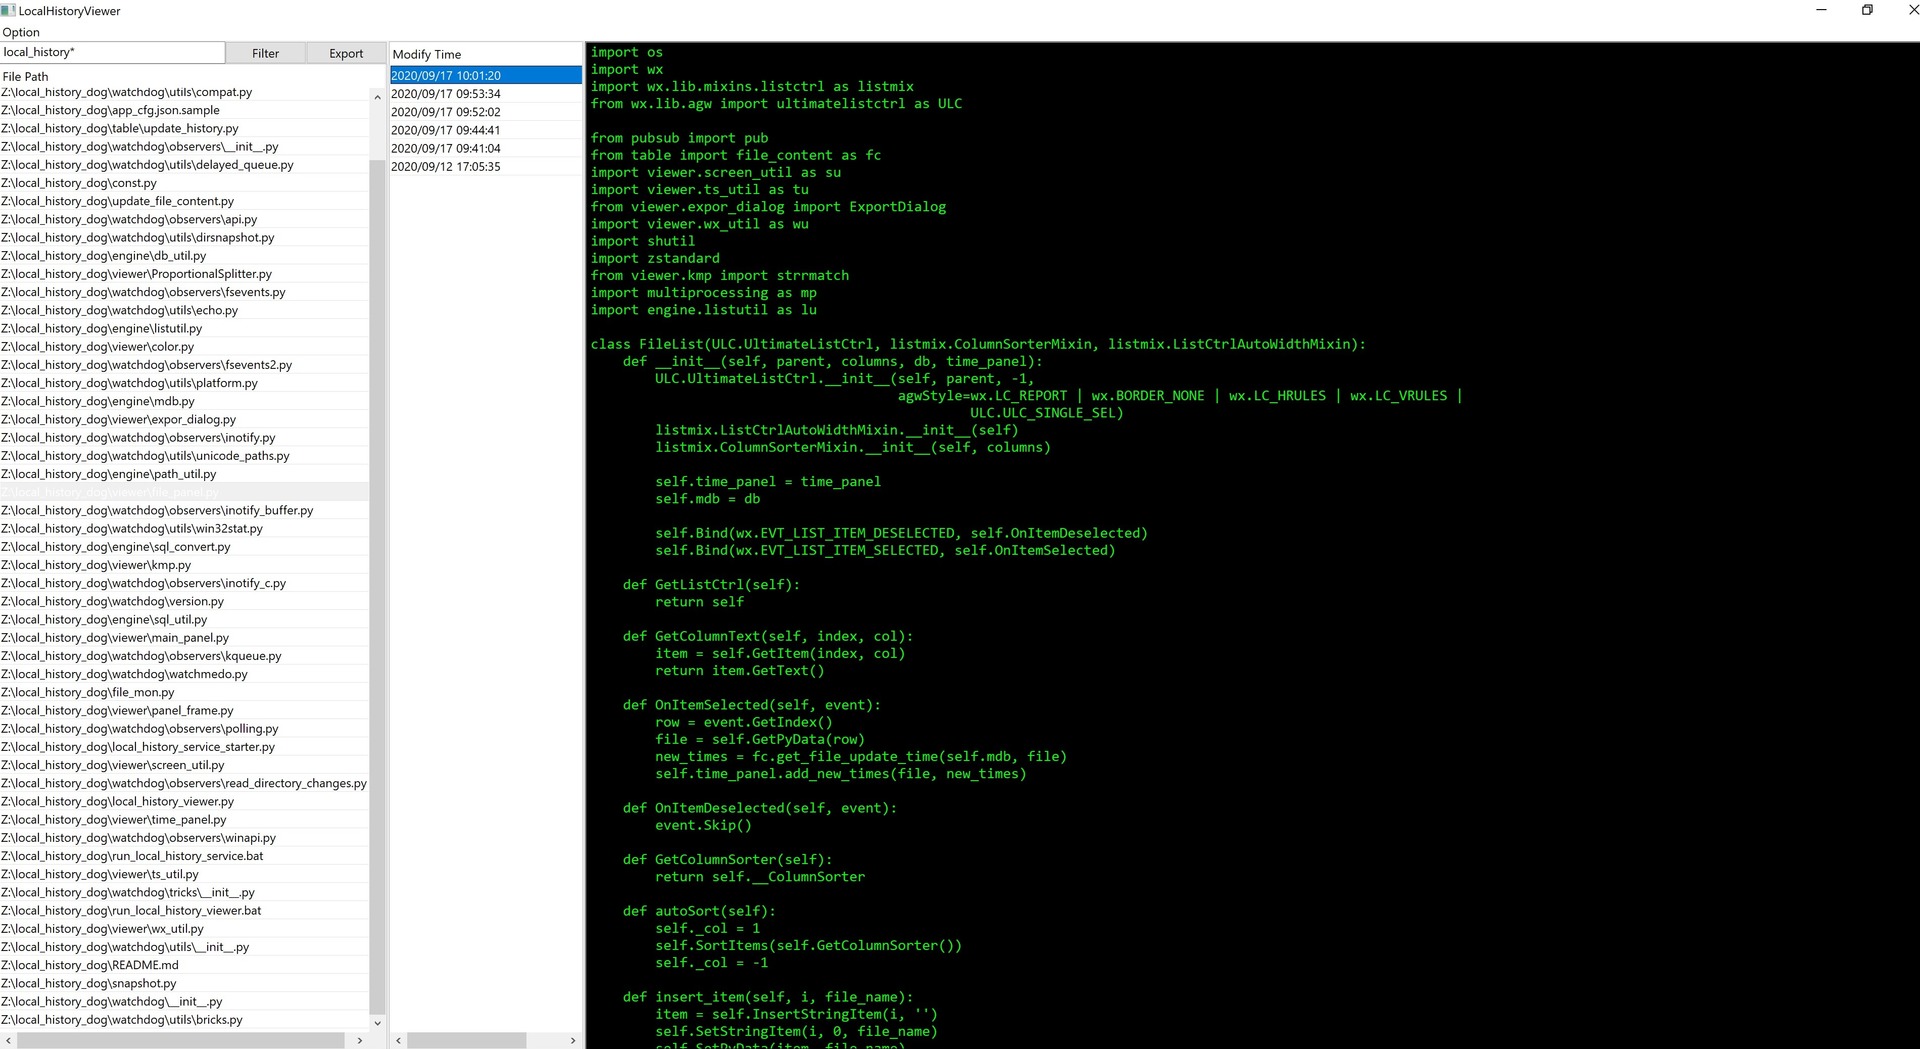 LocalHistoryViewer
Option
local_history*
Filter
Export
File Path
Z:\local_history_dog\watchdog\utils\compat.py
Z:\local_history_dog\app_cfg.json.sample
Z:\local_history_dog\table\update_history.py
Z:\local_history_dog\watchdog\observers\__init__.py
Z:\local_history_dog\watchdog\utils\delayed_queue.py
Z:\local_history_dog\const.py
Z:\local_history_dog\update_file_content.py
Z:\local_history_dog\watchdog\observers\api.py
Z:\local_history_dog\watchdog\utils\dirsnapshot.py
Z:\local_history_dog\engine\db_util.py
Z:\local_history_dog\viewer\ProportionalSplitter.py
Z:\local_history_dog\watchdog\observers\fsevents.py
Z:\local_history_dog\watchdog\utils\echo.py
Z:\local_history_dog\engine\listutil.py
Z:\local_history_dog\viewer\color.py
Z:\local_history_dog\watchdog\observers\fsevents2.py
Z:\local_history_dog\watchdog\utils\platform.py
Z:\local_history_dog\engine\mdb.py
Z:\local_history_dog\viewer\expor_dialog.py
Z:\local_history_dog\watchdog\observers\inotify.py
Z:\local_history_dog\watchdog\utils\unicode_paths.py
Z:\local_history_dog\engine\path_util.py
Z:\local_history_dog\viewer\file_panel.py
Z:\local_history_dog\watchdog\observers\inotify_buffer.py
Z:\local_history_dog\watchdog\utils\win32stat.py
Z:\local_history_dog\engine\sql_convert.py
Z:\local_history_dog\viewer\kmp.py
Z:\local_history_dog\watchdog\observers\inotify_c.py
Z:\local_history_dog\watchdog\version.py
Z:\local_history_dog\engine\sql_util.py
Z:\local_history_dog\viewer\main_panel.py
Z:\local_history_dog\watchdog\observers\kqueue.py
Z:\local_history_dog\watchdog\watchmedo.py
Z:\local_history_dog\file_mon.py
Z:\local_history_dog\viewer\panel_frame.py
Z:\local_history_dog\watchdog\observers\polling.py
Z:\local_history_dog\local_history_service_starter.py
Z:\local_history_dog\viewer\screen_util.py
Z:\local_history_dog\watchdog\observers\read_directory_changes.py
Z:\local_history_dog\local_history_viewer.py
Z:\local_history_dog\viewer\time_panel.py
Z:\local_history_dog\watchdog\observers\winapi.py
Z:\local_history_dog\run_local_history_service.bat
Z:\local_history_dog\viewer\ts_util.py
Z:\local_history_dog\watchdog\tricks\__init__.py
Z:\local_history_dog\run_local_history_viewer.bat
Z:\local_history_dog\viewer\wx_util.py
Z:\local_history_dog\watchdog\utils\__init__.py
Z:\local_history_dog\README.md
Z:\local_history_dog\snapshot.py
Z:\local_history_dog\watchdog\__init__.py
Z:\local_history_dog\watchdog\utils\bricks.py
Modify Time
2020/09/17 10:01:20
2020/09/17 09:53:34
2020/09/17 09:52:02
2020/09/17 09:44:41
2020/09/17 09:41:04
2020/09/12 17:05:35
import os
import wx
import wx.lib.mixins.listctrl as listmix
from wx.lib.agw import ultimatelistctrl as ULC
from pubsub import pub
from table import file_content as fc
import viewer.screen_util as su
import viewer.ts_util as tu
from viewer.expor_dialog import ExportDialog
import viewer.wx_util as wu
import shutil
import zstandard
from viewer.kmp import strrmatch
import multiprocessing as mp
import engine.listutil as lu
class FileList(ULC.UltimateListCtrl, listmix.ColumnSorterMixin, listmix.ListCtrlAutoWidthMixin):
def __init__(self, parent, columns, db, time_panel):
ULC.UltimateListCtrl.__init__(self, parent, -1,
agwStyle=wx.LC_REPORT | wx.BORDER_NONE | wx.LC_HRULES | wx.LC_VRULES |
ULC.ULC_SINGLE_SEL)
listmix.ListCtrlAutoWidthMixin.__init__(self)
listmix.ColumnSorterMixin.__init__(self, columns)
self.time_panel = time_panel
self.mdb = db
self.Bind(wx.EVT_LIST_ITEM_DESELECTED, self.OnItemDeselected)
self.Bind(wx.EVT_LIST_ITEM_SELECTED, self.OnItemSelected)
def GetListCtrl(self):
return self
def GetColumnText(self, index, col):
item = self.GetItem(index, col)
return item.GetText()
def OnItemSelected(self, event):
row = event.GetIndex()
file = self.GetPyData(row)
new_times = fc.get_file_update_time(self.mdb, file)
self.time_panel.add_new_times(file, new_times)
def OnItemDeselected(self, event):
event.Skip()
def GetColumnSorter(self):
return self.__ColumnSorter
def autoSort(self):
self._col = 1
self.SortItems(self.GetColumnSorter())
self._col = -1
def insert_item(self, i, file_name):
item = self.InsertStringItem(i, '')
self.SetStringItem(i, 0, file_name)
self.SetPyData(item, file_name)